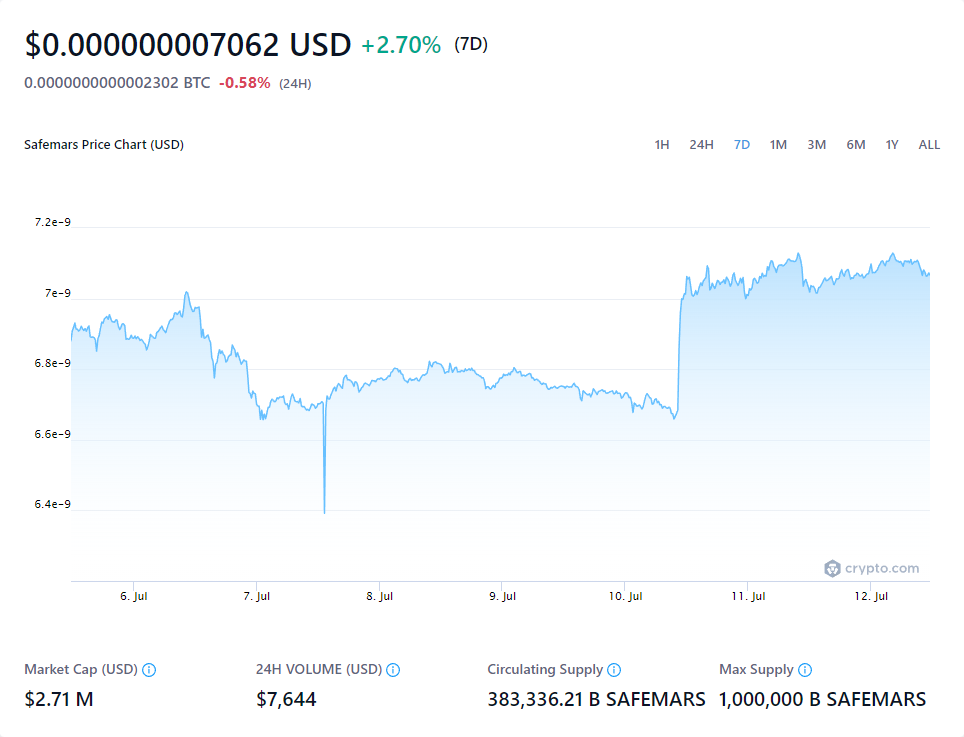 $0.000000007062 USD +2.70% (7D)
0.0000000000002302 BTC -0.58% (24H)
Safemars Price Chart (USD) 1H 24H 7D 1M 3M 6M 1Y ALL
7.2e-9
7e-9
6.8e-9
6.6e-9
6.4e-9
crypto.com
6. Jul 7. Jul 8. Jul 9. Jul 10. Jul 11. Jul 12. Jul
Market Cap (USD) 24H VOLUME (USD) Circulating Supply Max Supply
$2.71 M $7,644 383,336.21 B SAFEMARS 1,000,000 B SAFEMARS